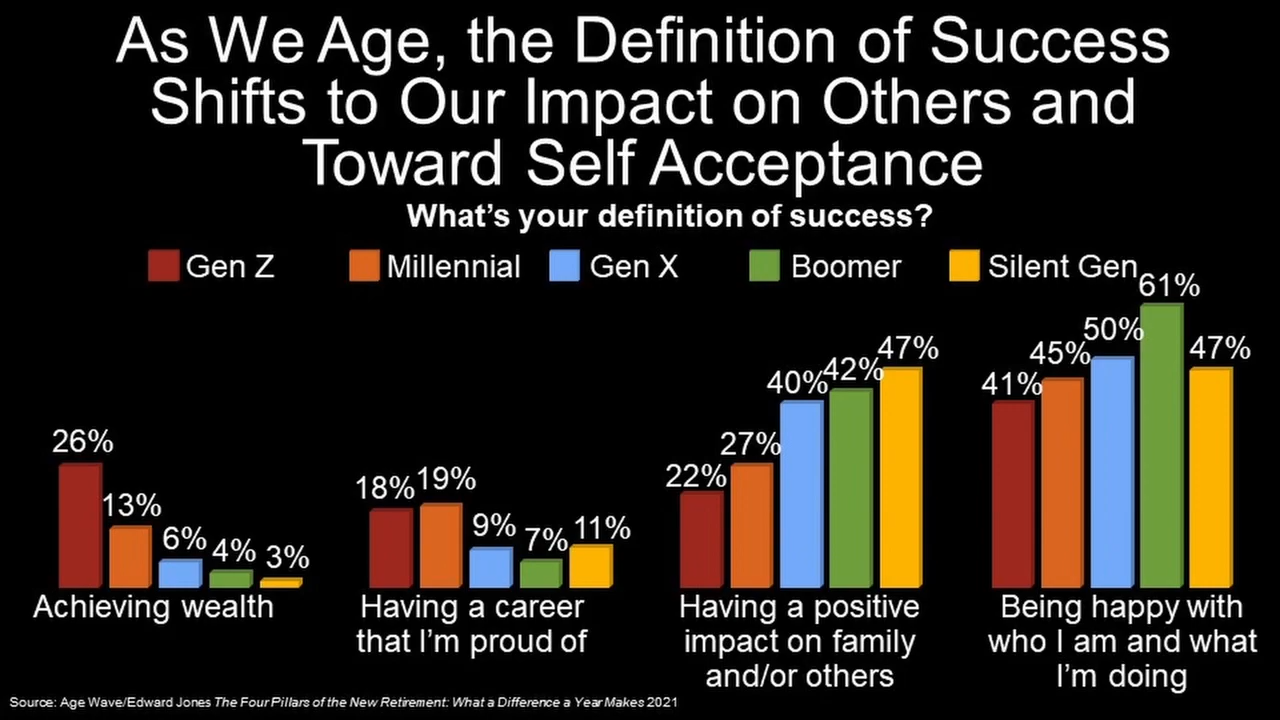 As We Age, the Definition of Success
Shifts to Our Impact on Others and
Toward Self Acceptance
What's your definition of success?
Gen Z
Millennial
Gen X
Boomer
Silent Gen
26%
13%
6%
4%
3%
Achieving wealth
18%
19%
9%
7%
11%
Having a career
that I'm proud of
22%
27%
40%
42%
47%
Having a positive
impact on family
and/or others
41%
45%
50%
61%
47%
Being happy with
who I am and what
I'm doing
Source: Age Wave/Edward Jones The Four Pillars of the New Retirement: What a Difference a Year Makes 2021